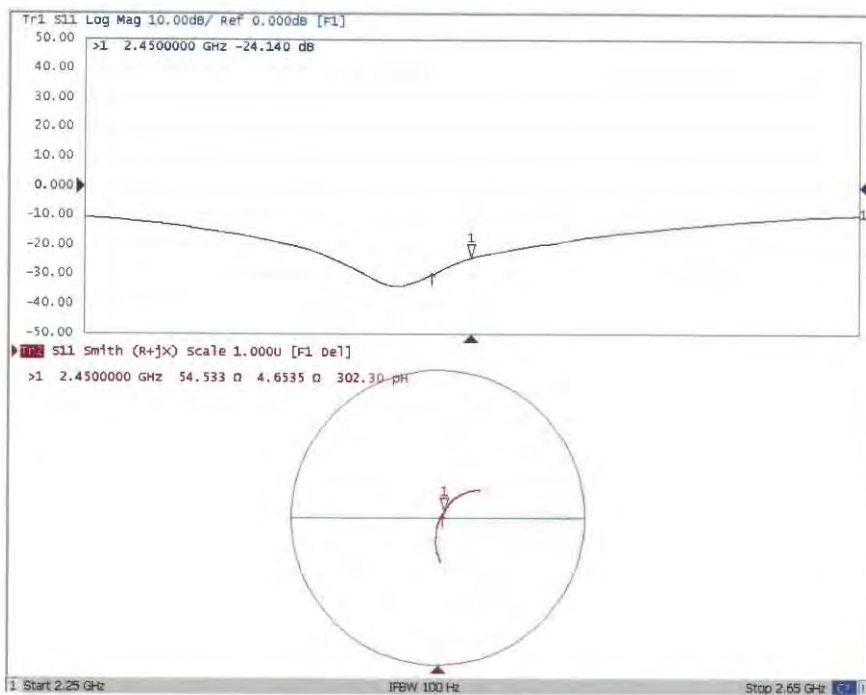 Tr1 S11 Log Mag 10.00dB/ Ref 0.000dB [F1]
50.00
>1 2.4500000 GHz -24.140 dB
40.00
30.00
20.00
10.00
0.000
-10.00
1
-20.00
1
-30.00
-40.00
-50.00
Tr2 S11 Smith (R+jX) Scale 1.000U [F1 Del]
>1 2.4500000 GHz 54.533 Ω 4.6535 Ω 302.30 pH
1
1 Start 2.25 GHz IFBW 100 Hz Stop 2.65 GHz